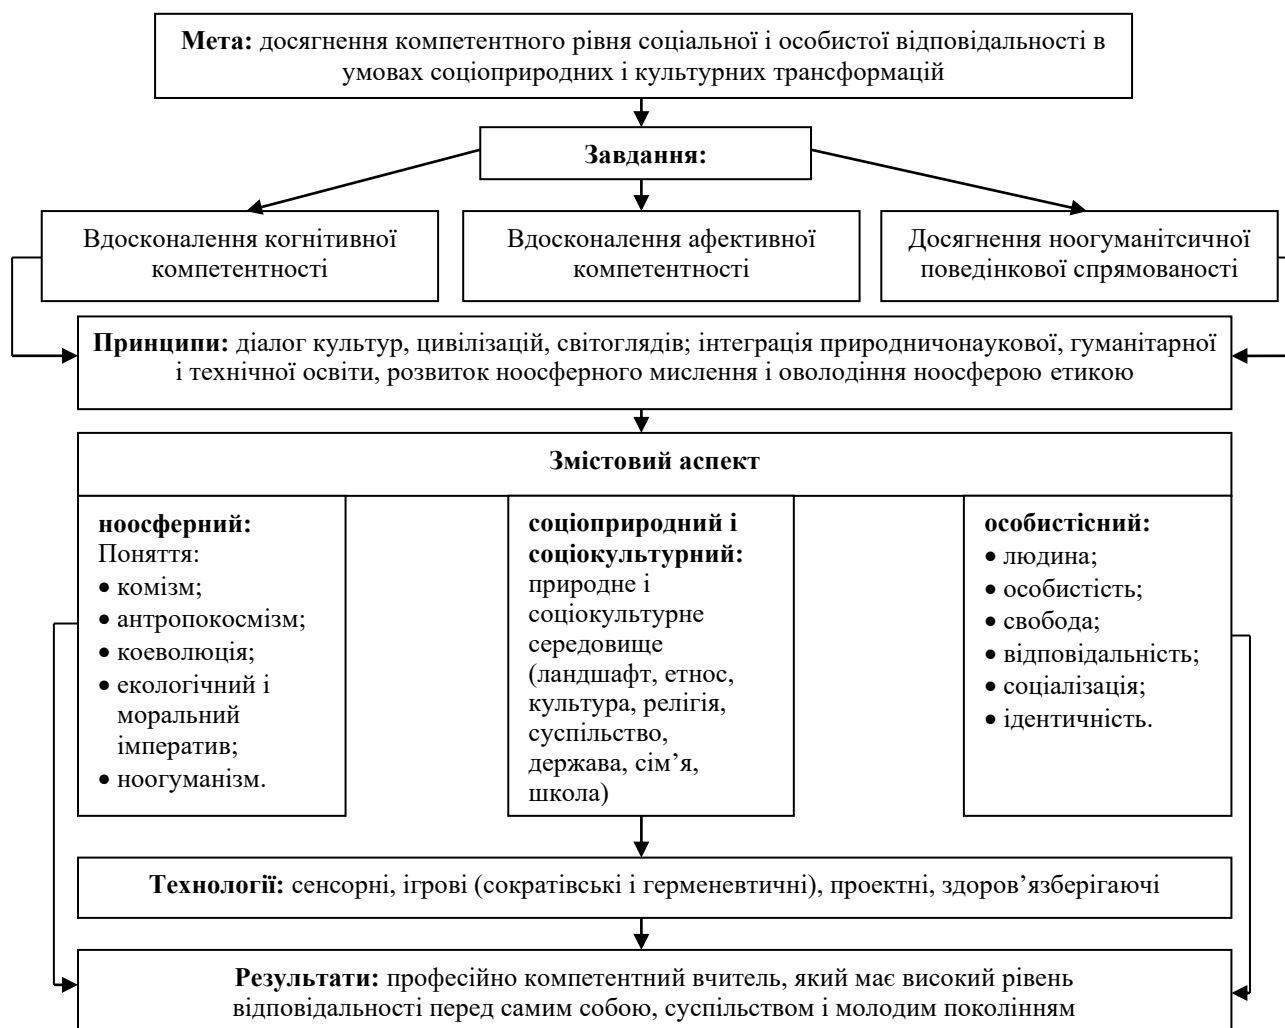 Мета: досягнення компетентного рівня соціальної і особистої відповідальності в
умовах соціоприродних і культурних трансформацій
Завдання:
Вдосконалення когнітивної
компетентності
Вдосконалення афективної
компетентності
Досягнення ноогуманітсичної
поведінкової спрямованості
Принципи: діалог культур, цивілізацій, світоглядів; інтеграція природничонаукової, гуманітарної
і технічної освіти, розвиток ноосферного мислення і оволодіння ноосферою етикою
Змістовий аспект
ноосферний:
Поняття:
• комізм;
• антропокосмізм;
• коеволюція;
• екологічний і
моральний
імператив;
• ноогуманізм.
соціоприродний і
соціокультурний:
природне і
соціокультурне
середовище
(ландшафт, етнос,
культура, релігія,
суспільство,
держава, сім’я,
школа)
особистісний:
• людина;
• особистість;
• свобода;
• відповідальність;
• соціалізація;
• ідентичність.
Технології: сенсорні, ігрові (сократівські і герменевтичні), проектні, здоров’язберігаючі
Результати: професійно компетентний вчитель, який має високий рівень
відповідальності перед самим собою, суспільством і молодим поколінням